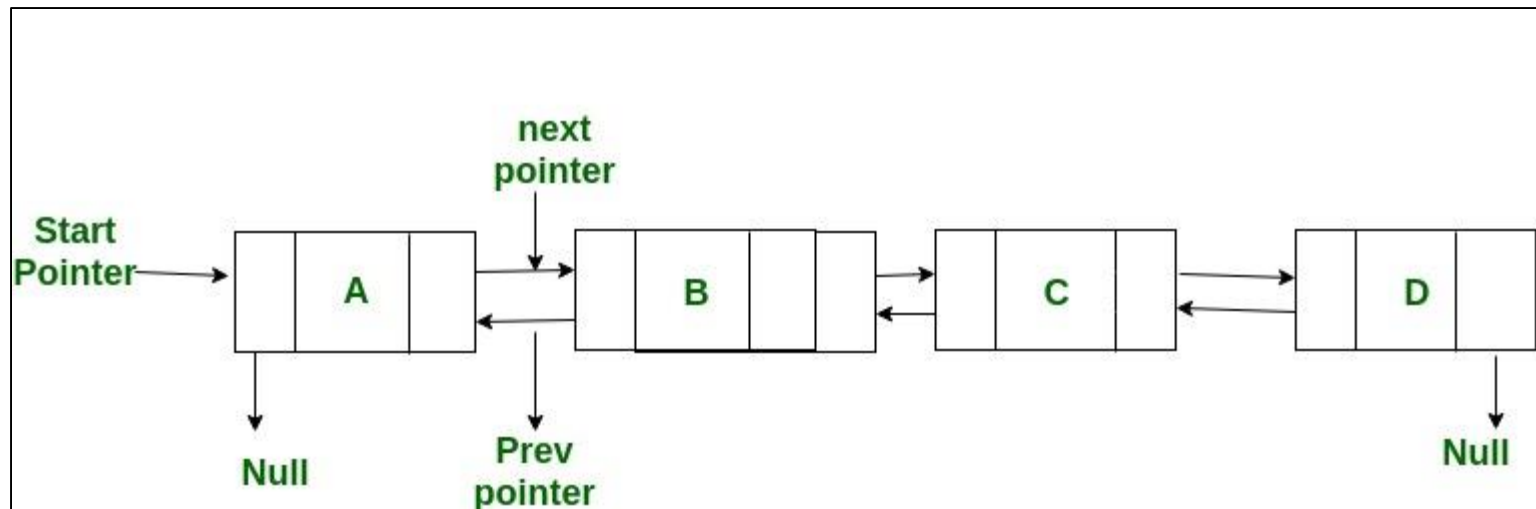 next
pointer
Start
Pointer
A
B
C
D
Null
Prev
pointer
Null